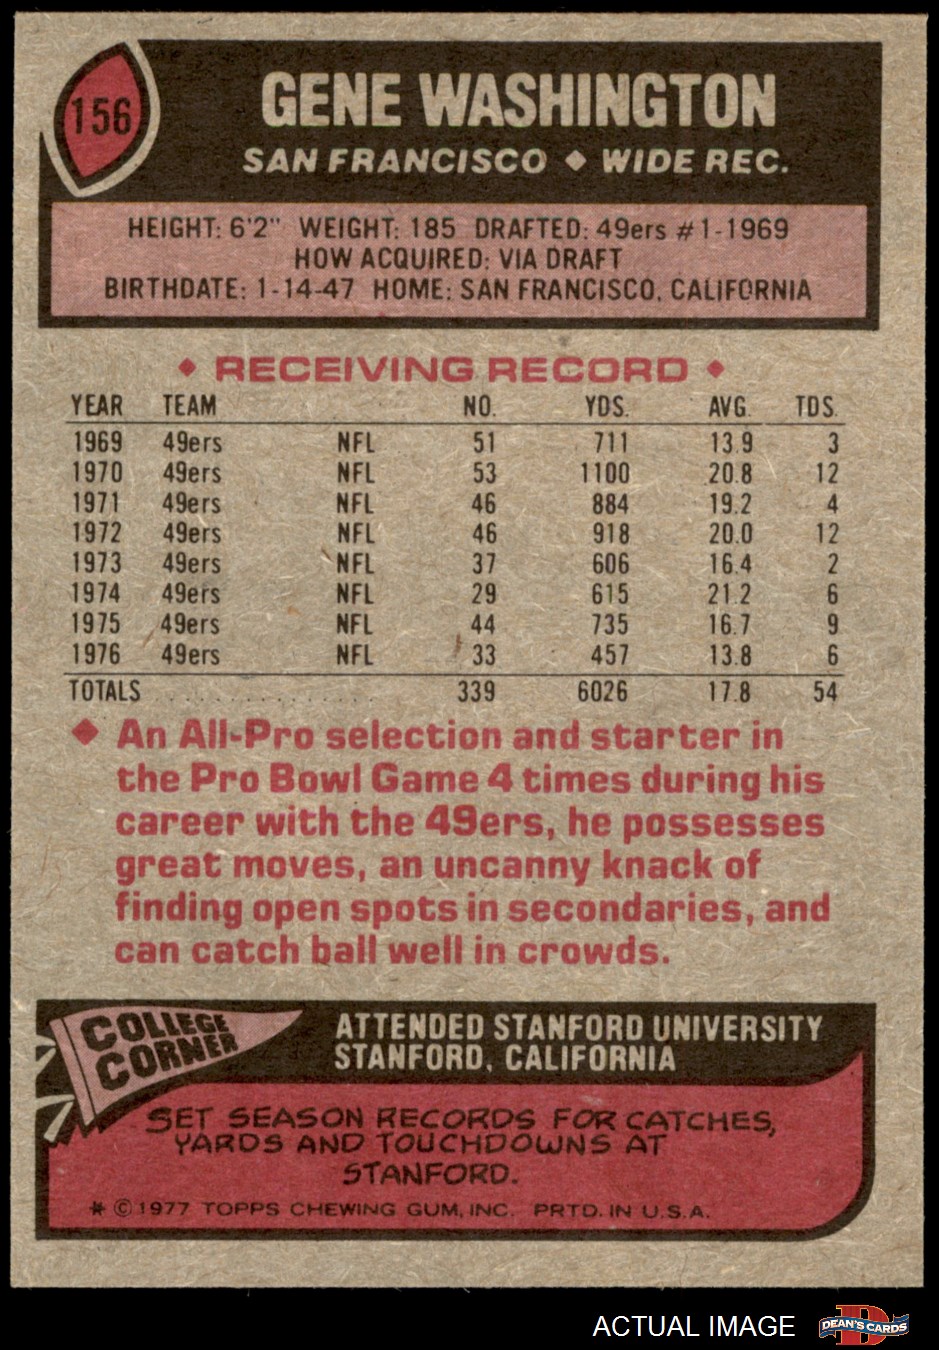 156
GENE WASHINGTON
SAN FRANCISCO ♦ WIDE REC.
HEIGHT: 6'2" WEIGHT: 185 DRAFTED: 49ers #1-1969
HOW ACQUIRED: VIA DRAFT
BIRTHDATE: 1-14-47 HOME: SAN FRANCISCO, CALIFORNIA
♦ RECEIVING RECORD ♦
YEAR TEAM NO. YDS. AVG. TDS.
1969 49ers NFL 51 711 13.9 3
1970 49ers NFL 53 1100 20.8 12
1971 49ers NFL 46 884 19.2 4
1972 49ers NFL 46 918 20.0 12
1973 49ers NFL 37 606 16.4 2
1974 49ers NFL 29 615 21.2 6
1975 49ers NFL 44 735 16.7 9
1976 49ers NFL 33 457 13.8 6
TOTALS . . . . . . . . . . . . . 339 6026 17.8 54
♦ An All-Pro selection and starter in
the Pro Bowl Game 4 times during his
career with the 49ers, he possesses
great moves, an uncanny knack of
finding open spots in secondaries, and
can catch ball well in crowds.
COLLEGE
CORNER
ATTENDED STANFORD UNIVERSITY
STANFORD, CALIFORNIA
SET SEASON RECORDS FOR CATCHES,
YARDS AND TOUCHDOWNS AT
STANFORD.
* © 1977 TOPPS CHEWING GUM, INC. PRTD. IN U.S.A.
ACTUAL IMAGE
D
DEAN'S CARDS